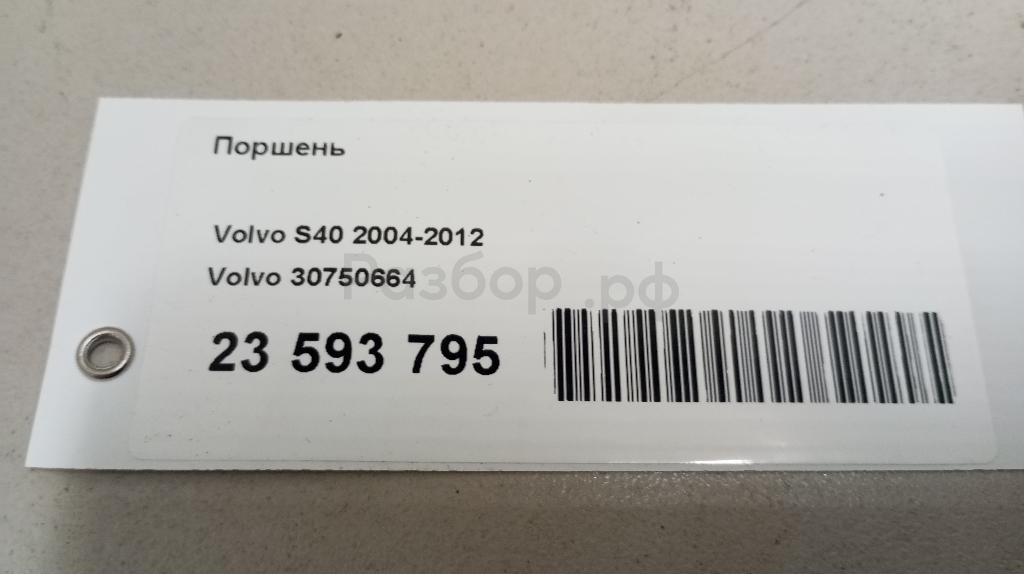 Поршень
Volvo S40 2004-2012
Volvo 30750664
Разбор.рф
23 593 795